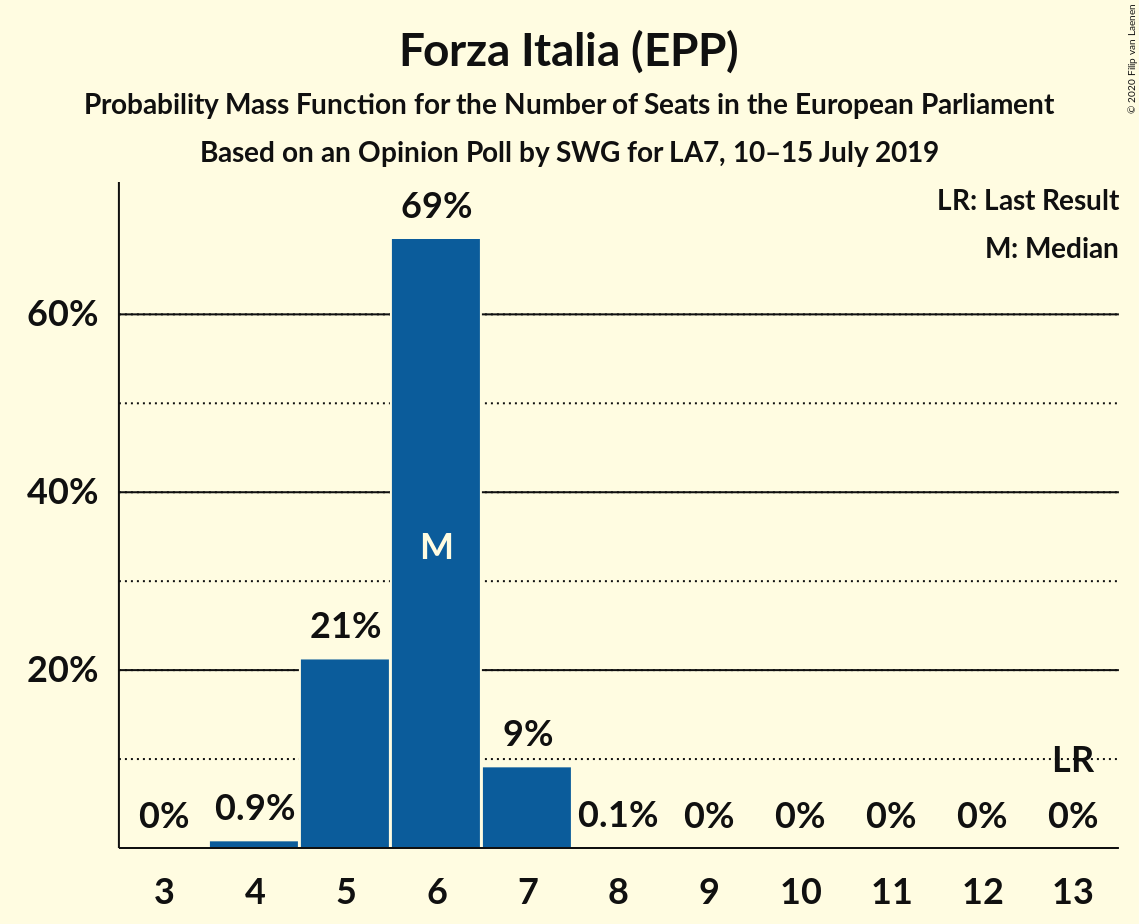 Forza Italia (EPP)
Probability Mass Function for the Number of Seats in the European Parliament
Based on an Opinion Poll by SWG for LA7, 10–15 July 2019
© 2020 Filip van Laenen
LR: Last Result
M: Median
69%
60%
40%
M
21%
20%
9%
LR
0% 0.9% 0.1% 0% 0% 0% 0% 0%
3 4 5 6 7 8 9 10 11 12 13